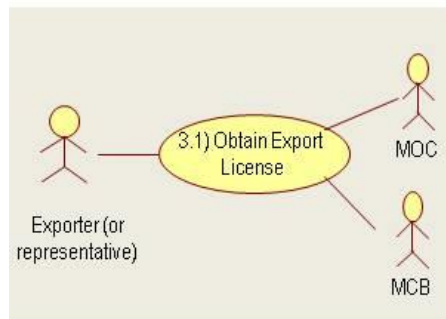 3.1) Obtain Export
License
MOC
Exporter (or
representative)
MCB